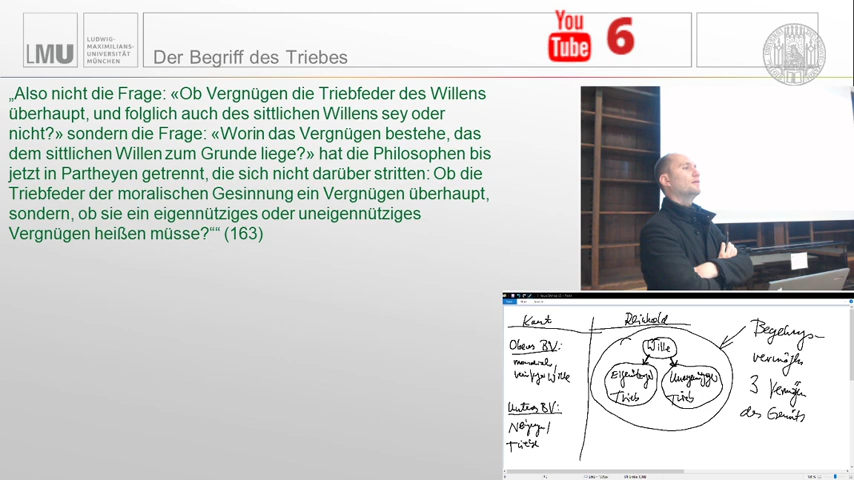 LMU
LUDWIG-
MAXIMILIANS-
UNIVERSITÄT
MÜNCHEN
Der Begriff des Triebes
You
Tube
6
„Also nicht die Frage: «Ob Vergnügen die Triebfeder des Willens
überhaupt, und folglich auch des sittlichen Willens sey oder
nicht?» sondern die Frage: «Worin das Vergnügen bestehe, das
dem sittlichen Willen zum Grunde liege?» hat die Philosophen bis
jetzt in Partheyen getrennt, die sich nicht darüber stritten: Ob die
Triebfeder der moralischen Gesinnung ein Vergnügen überhaupt,
sondern, ob sie ein eigennütziges oder uneigennütziges
Vergnügen heißen müsse?““ (163)
Kant
Oberes BV:
Wille
Unteres BV:
Reinhold
Wille
Eigennütziger
Trieb
Uneigennütziger
Trieb
Begehrungs-
vermögen
3 Vermögen
des Gemüts